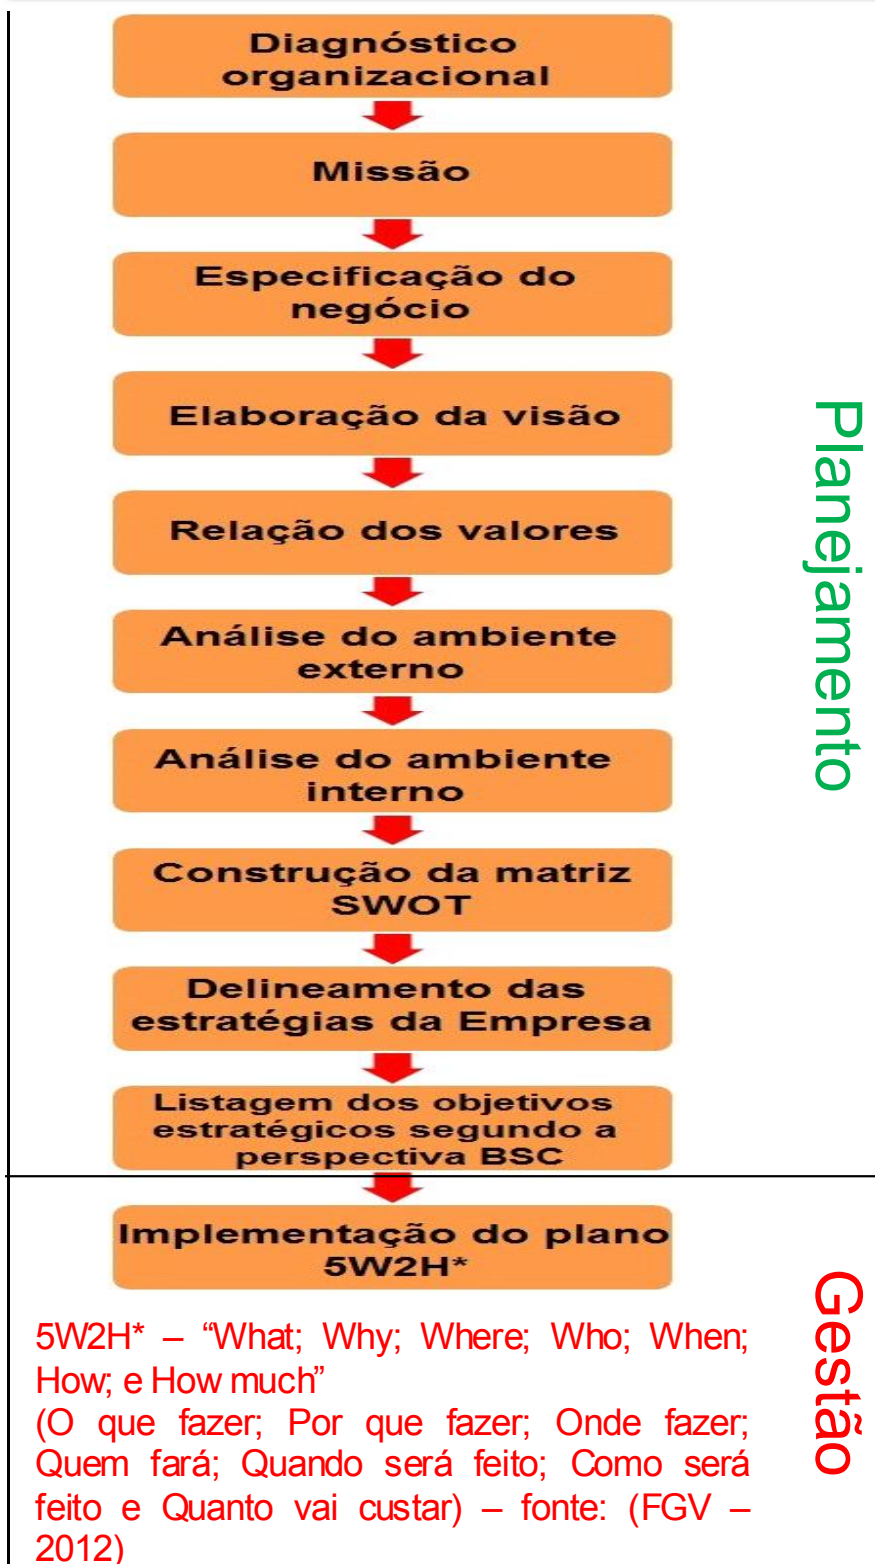 Diagnóstico
organizacional
Missão
Especificação do
negócio
Elaboração da visão
Relação dos valores
Análise do ambiente
externo
Análise do ambiente
interno
Construção da matriz
SWOT
Delineamento das
estratégias da Empresa
Listagem dos objetivos
estratégicos segundo a
perspectiva BSC
Planejamento
Implementação do plano
5W2H*
5W2H* – “What; Why; Where; Who; When;
How; e How much”
(O que fazer; Por que fazer; Onde fazer;
Quem fará; Quando será feito; Como será
feito e Quanto vai custar) – fonte: (FGV –
2012)
Gestão